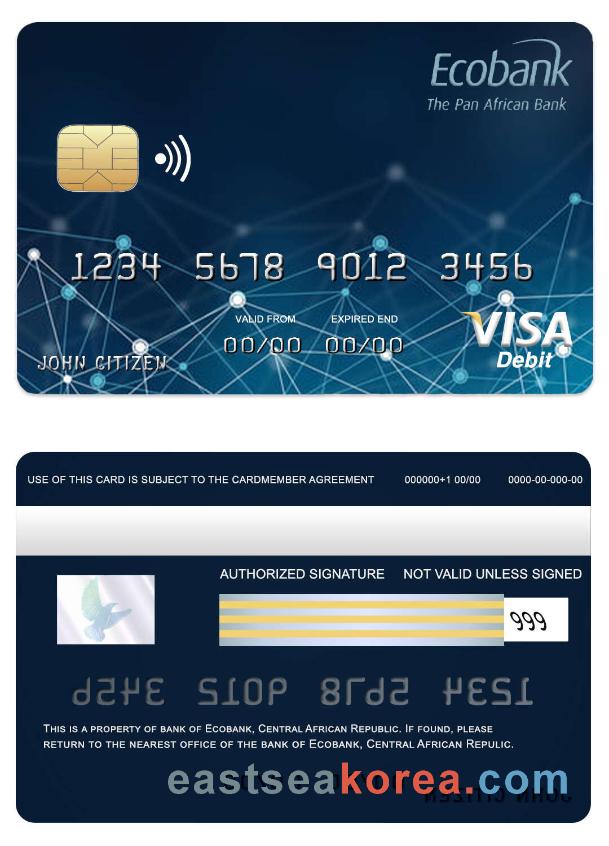 Ecobank
The Pan African Bank
1234 5678 9012 3456
VALID FROM EXPIRED END
00/00 00/00
JOHN CITIZEN
VISA
Debit
USE OF THIS CARD IS SUBJECT TO THE CARDMEMBER AGREEMENT 000000+1 00/00 0000-00-000-00
AUTHORIZED SIGNATURE NOT VALID UNLESS SIGNED
999
THIS IS A PROPERTY OF BANK OF ECOBANK, CENTRAL AFRICAN REPUBLIC. IF FOUND, PLEASE
RETURN TO THE NEAREST OFFICE OF THE BANK OF ECOBANK, CENTRAL AFRICAN REPULIC.
eastseakorea.com